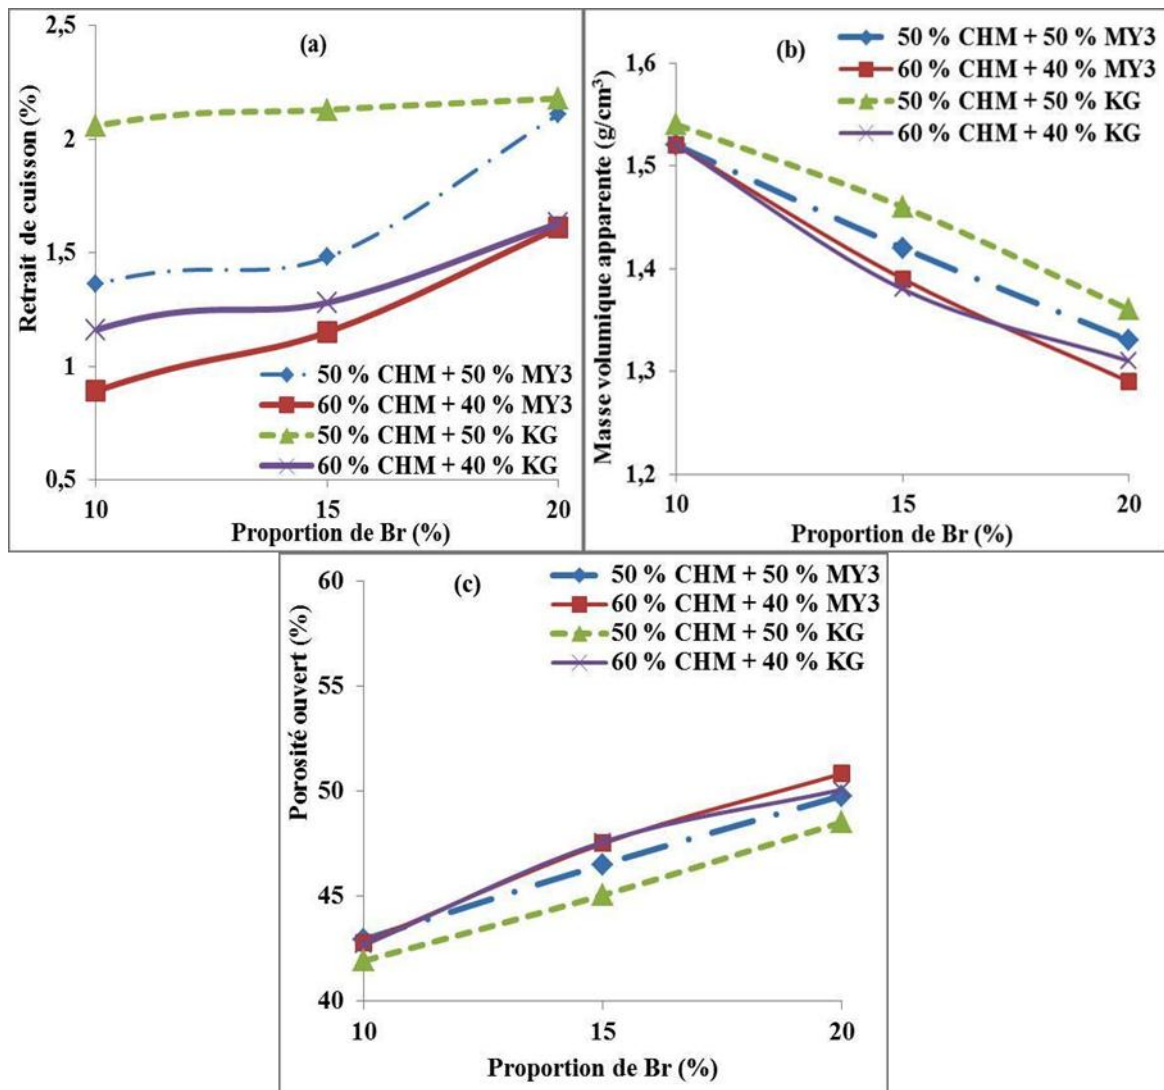 (a)
Retrait de cuisson (%)
2,5
2
1,5
1
0,5
50 % CHM + 50 % MY3
60 % CHM + 40 % MY3
50 % CHM + 50 % KG
60 % CHM + 40 % KG
10
15
20
Proportion de Br (%)
(b)
50 % CHM + 50 % MY3
60 % CHM + 40 % MY3
50 % CHM + 50 % KG
60 % CHM + 40 % KG
Masse volumique apparente (g/cm³)
1,6
1,5
1,4
1,3
1,2
10
15
20
Proportion de Br (%)
(c)
50 % CHM + 50 % MY3
60 % CHM + 40 % MY3
50 % CHM + 50 % KG
60 % CHM + 40 % KG
Porosité ouvert (%)
60
55
50
45
40
10
15
20
Proportion de Br (%)